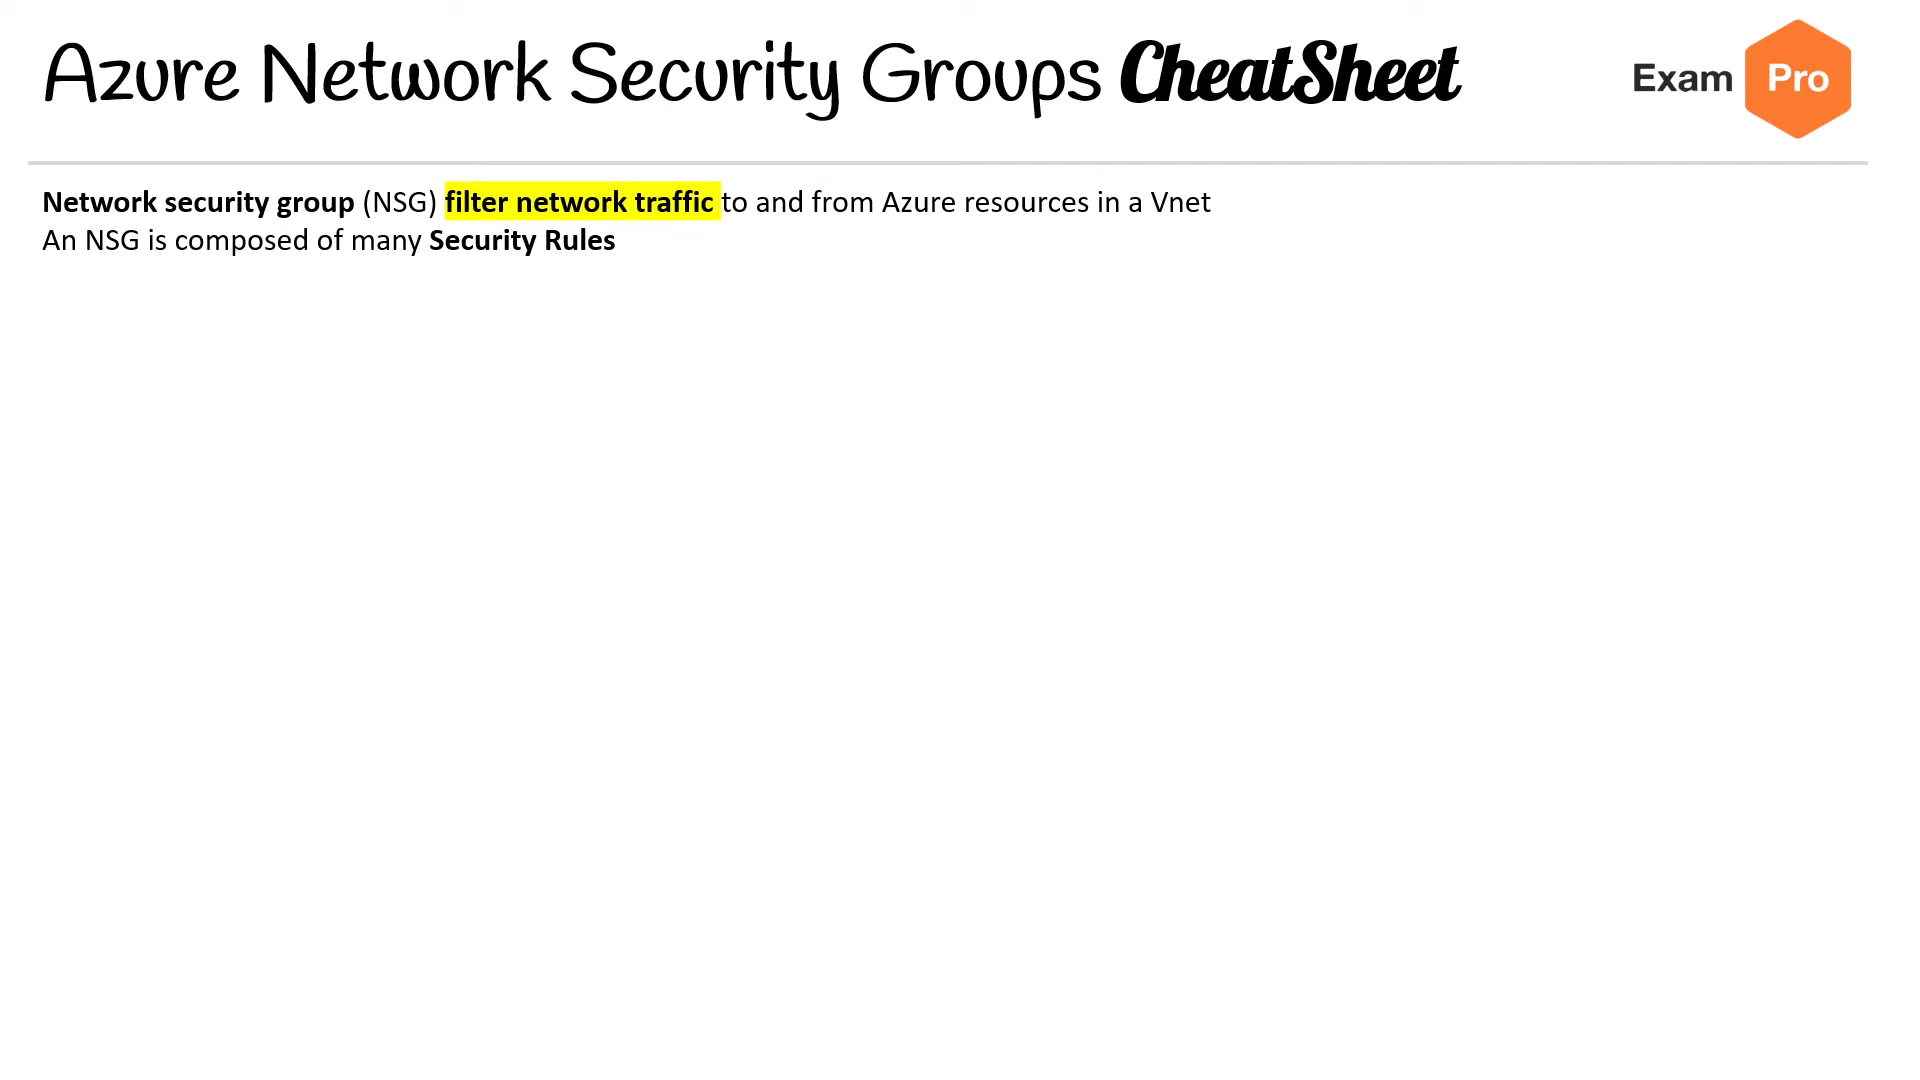 Azure Network Security Groups CheatSheet
Exam Pro
Network security group (NSG) filter network traffic to and from Azure resources in a Vnet
An NSG is composed of many Security Rules